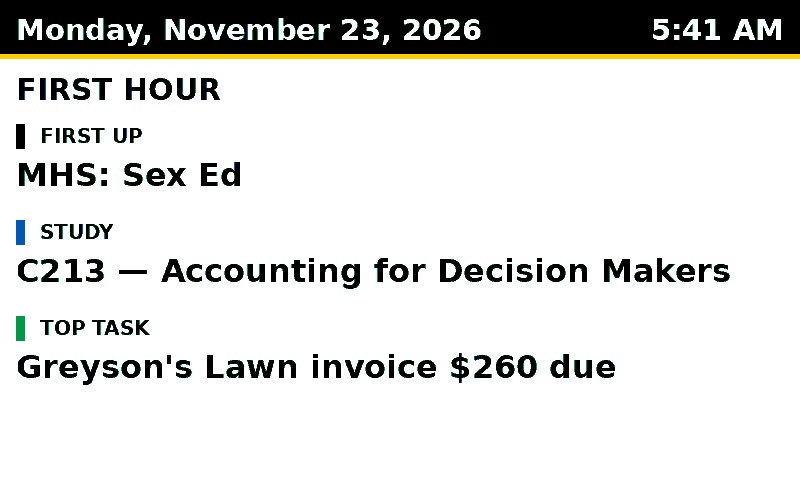 Monday, November 23, 2026 5:41 AM
FIRST HOUR
FIRST UP
MHS: Sex Ed
STUDY
C213 — Accounting for Decision Makers
TOP TASK
Greyson's Lawn invoice $260 due